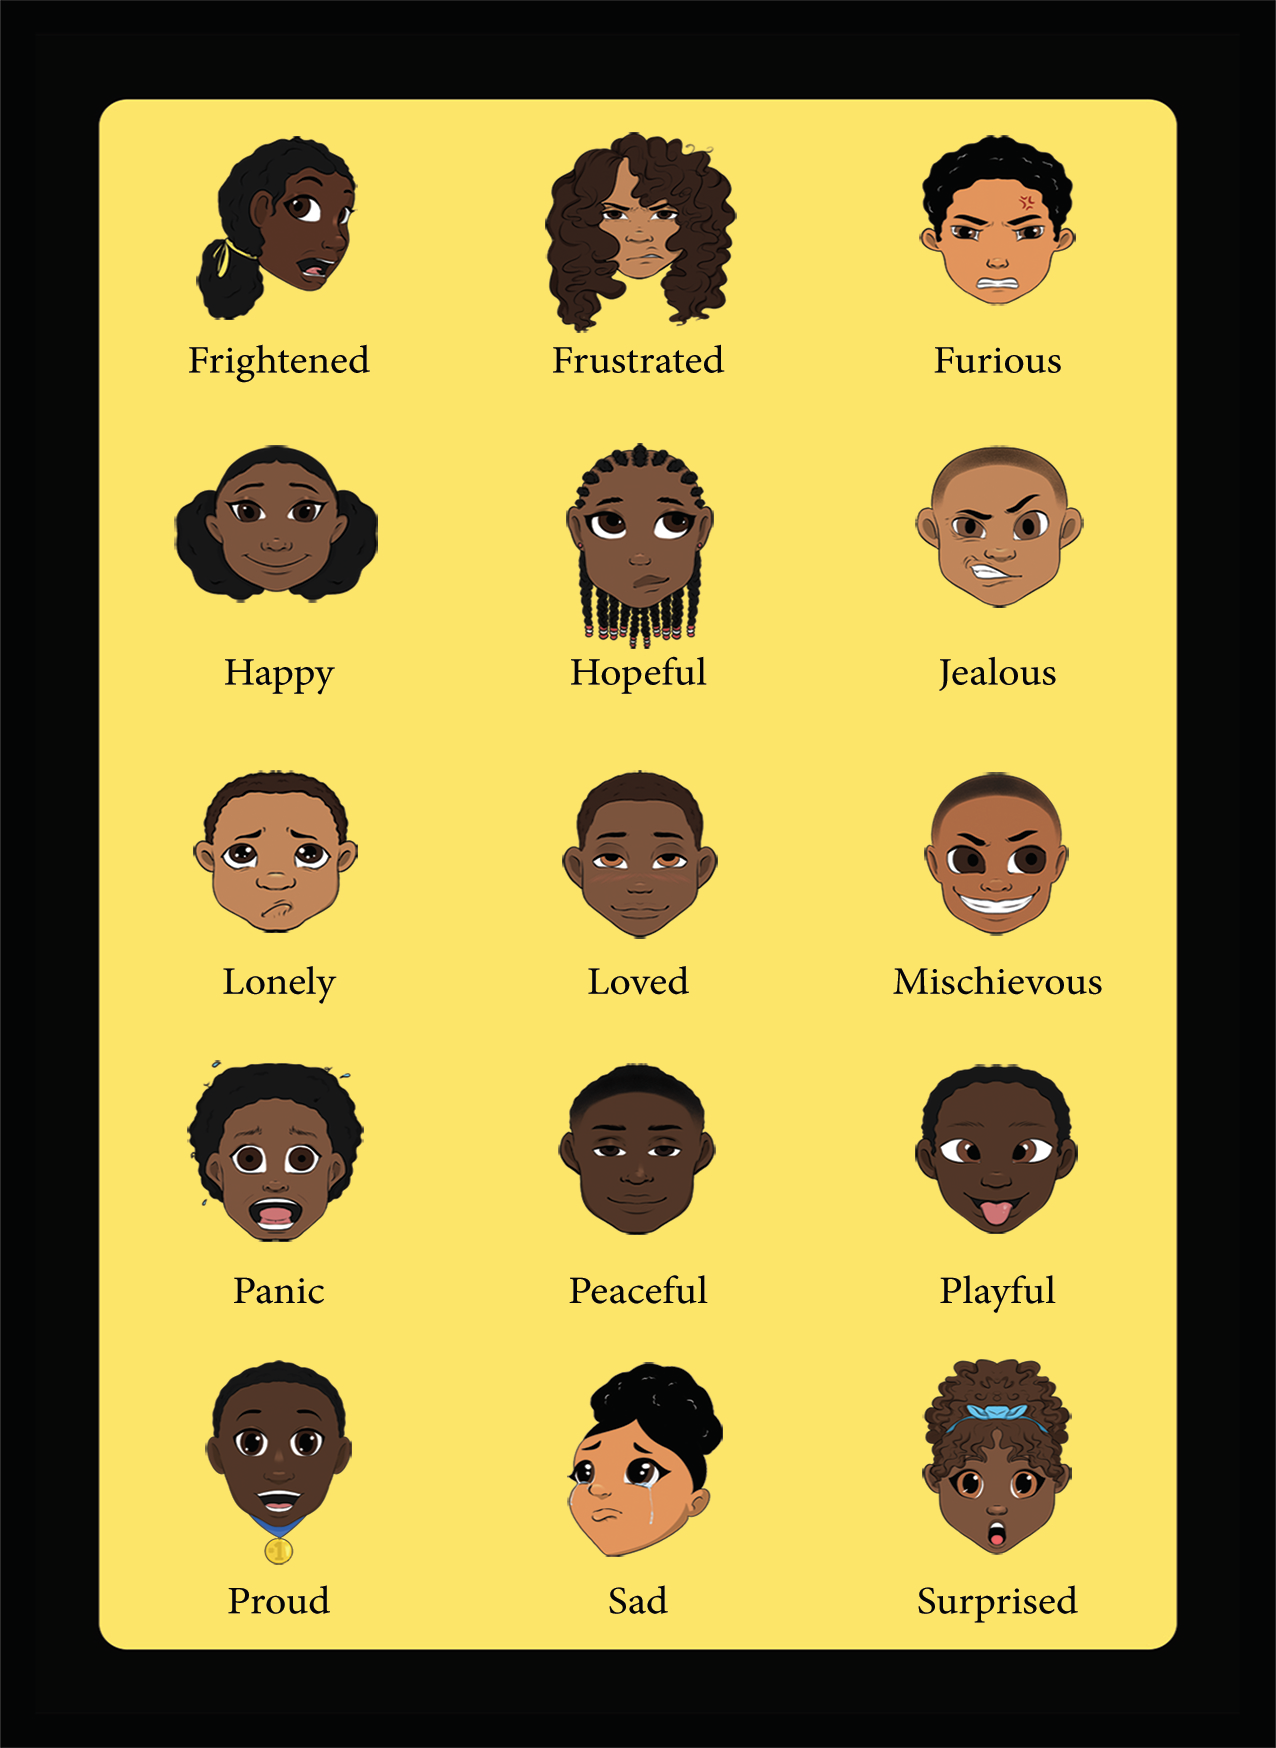 Frightened
Frustrated
Furious
Happy
Hopeful
Jealous
Lonely
Loved
Mischievous
Panic
Peaceful
Playful
1
Proud
Sad
Surprised